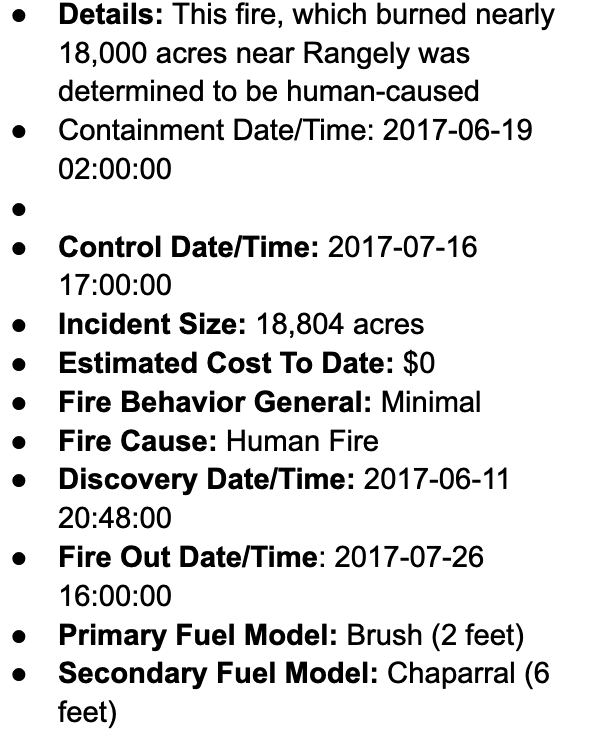 ● Details: This fire, which burned nearly
18,000 acres near Rangely was
determined to be human-caused
● Containment Date/Time: 2017-06-19
02:00:00
●
● Control Date/Time: 2017-07-16
17:00:00
● Incident Size: 18,804 acres
● Estimated Cost To Date: $0
● Fire Behavior General: Minimal
● Fire Cause: Human Fire
● Discovery Date/Time: 2017-06-11
20:48:00
● Fire Out Date/Time: 2017-07-26
16:00:00
● Primary Fuel Model: Brush (2 feet)
● Secondary Fuel Model: Chaparral (6
feet)